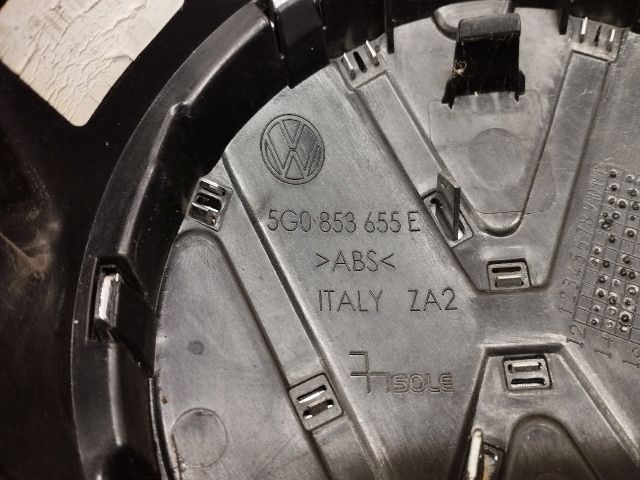 5G0·853 655 E
>ABS<
ITALY ZA2
ISOLE